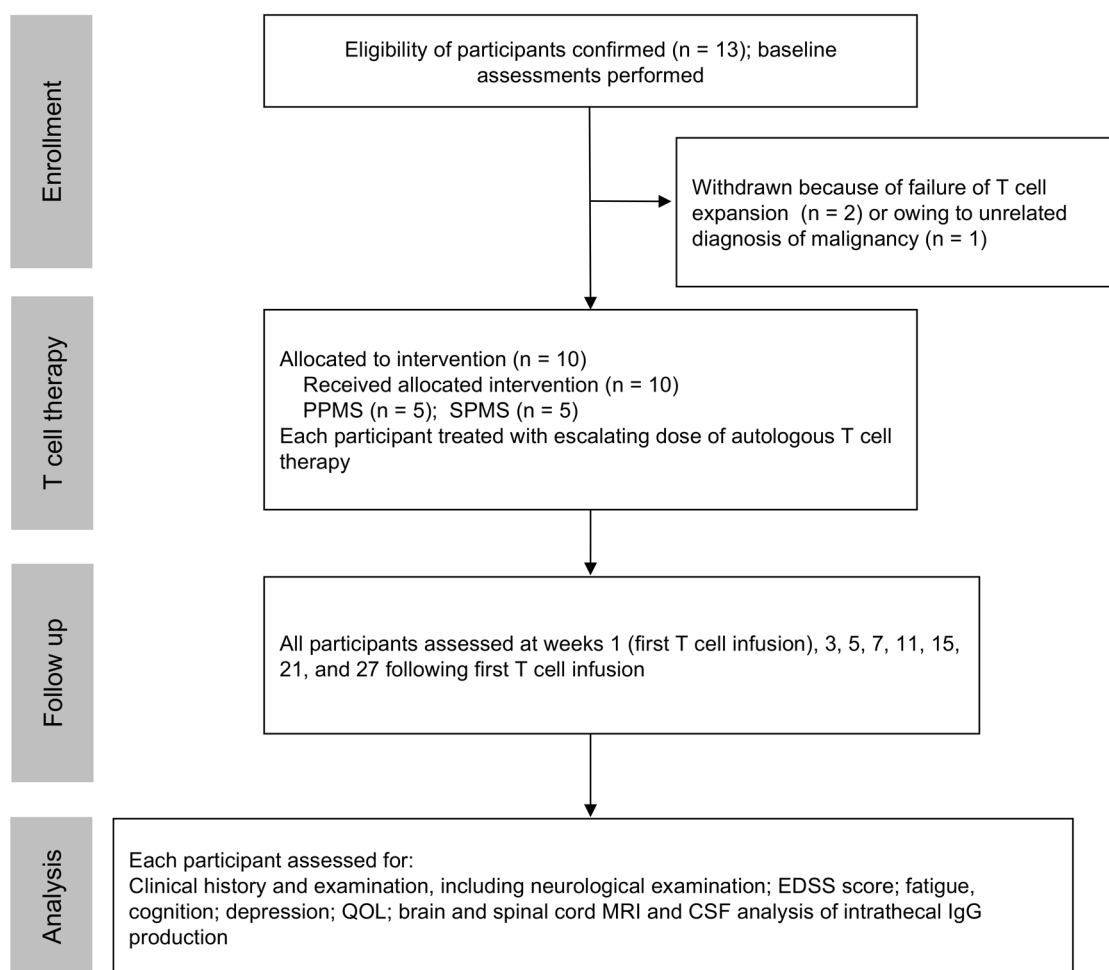 Enrollment
Eligibility of participants confirmed (n = 13); baseline
assessments performed
Withdrawn because of failure of T cell
expansion  (n = 2) or owing to unrelated
diagnosis of malignancy (n = 1)
T cell therapy
Allocated to intervention (n = 10)
Received allocated intervention (n = 10)
PPMS (n = 5);  SPMS (n = 5)
Each participant treated with escalating dose of autologous T cell
therapy
Follow up
All participants assessed at weeks 1 (first T cell infusion), 3, 5, 7, 11, 15,
21, and 27 following first T cell infusion
Analysis
Each participant assessed for:
Clinical history and examination, including neurological examination; EDSS score; fatigue,
cognition; depression; QOL; brain and spinal cord MRI and CSF analysis of intrathecal IgG
production